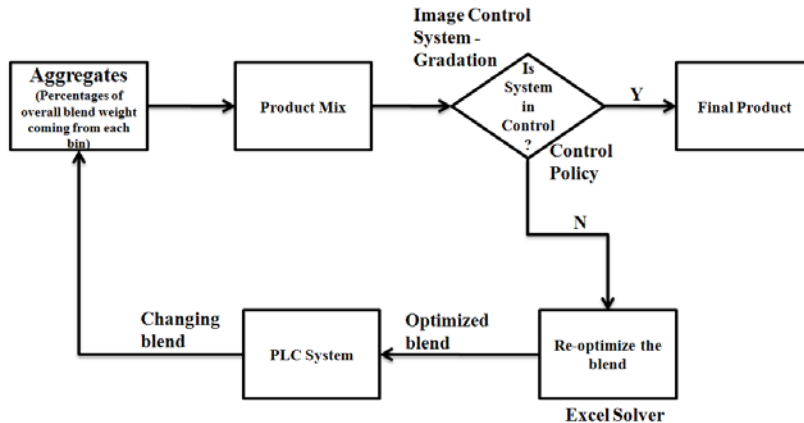 Image Control
System -
Gradation
Aggregates
(Percentages of
overall blend weight
coming from each
bin)
Product Mix
Is
System
in
Control
?
Y
Final Product
Control
Policy
N
Changing
blend
PLC System
Optimized
blend
Re-optimize the
blend
Excel Solver